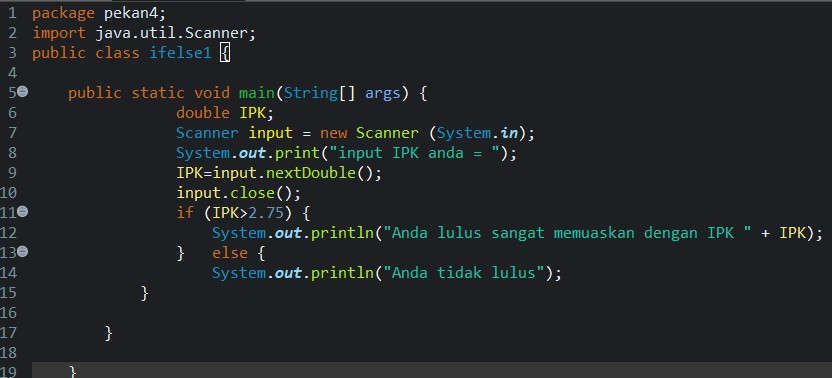 1 package pekan4;
2 import java.util.Scanner;
3 public class ifelse1 {
4
5 public static void main(String[] args) {
6 double IPK;
7 Scanner input = new Scanner (System.in);
8 System.out.print("input IPK anda = ");
9 IPK=input.nextDouble();
10 input.close();
11 if (IPK>2.75) {
12 System.out.println("Anda lulus sangat memuaskan dengan IPK " + IPK);
13 }   else {
14 System.out.println("Anda tidak lulus");
15 }
16
17 }
18
19 }